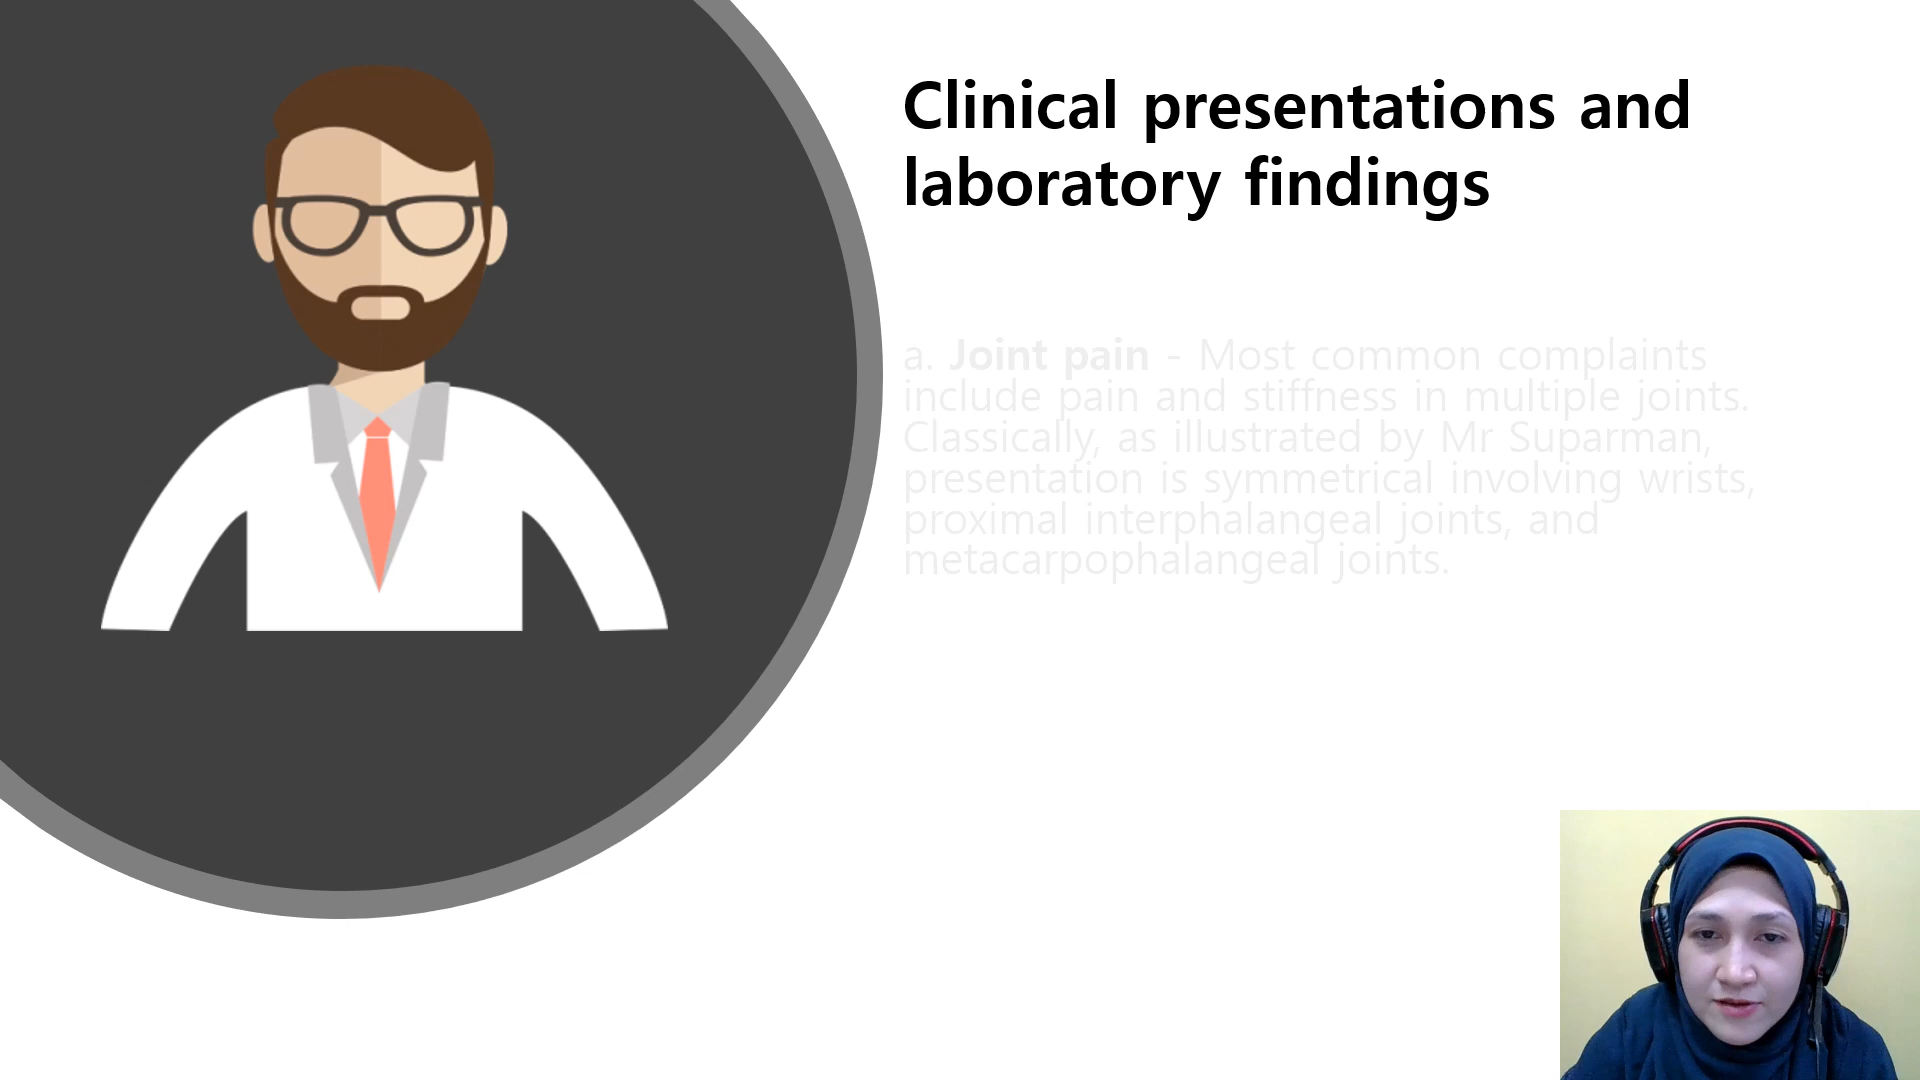 Clinical presentations and
laboratory findings
a. Joint pain - Most common complaints
include pain and stiffness in multiple joints.
Classically, as illustrated by Mr Suparman,
presentation is symmetrical involving wrists,
proximal interphalangeal joints, and
metacarpophalangeal joints.